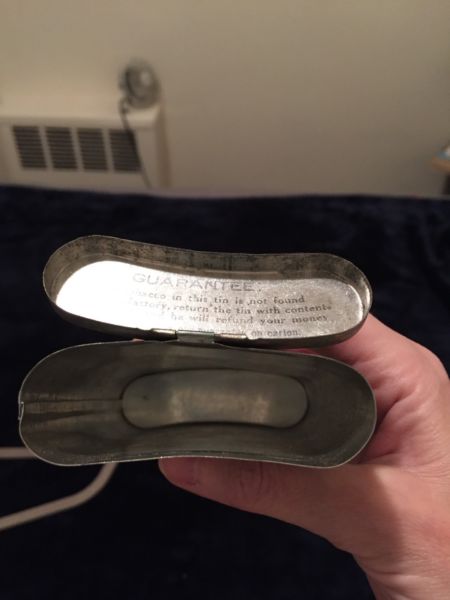 GUARANTEE:
in this tin is not found
return the tin with contents
he will refund your money
on carton.